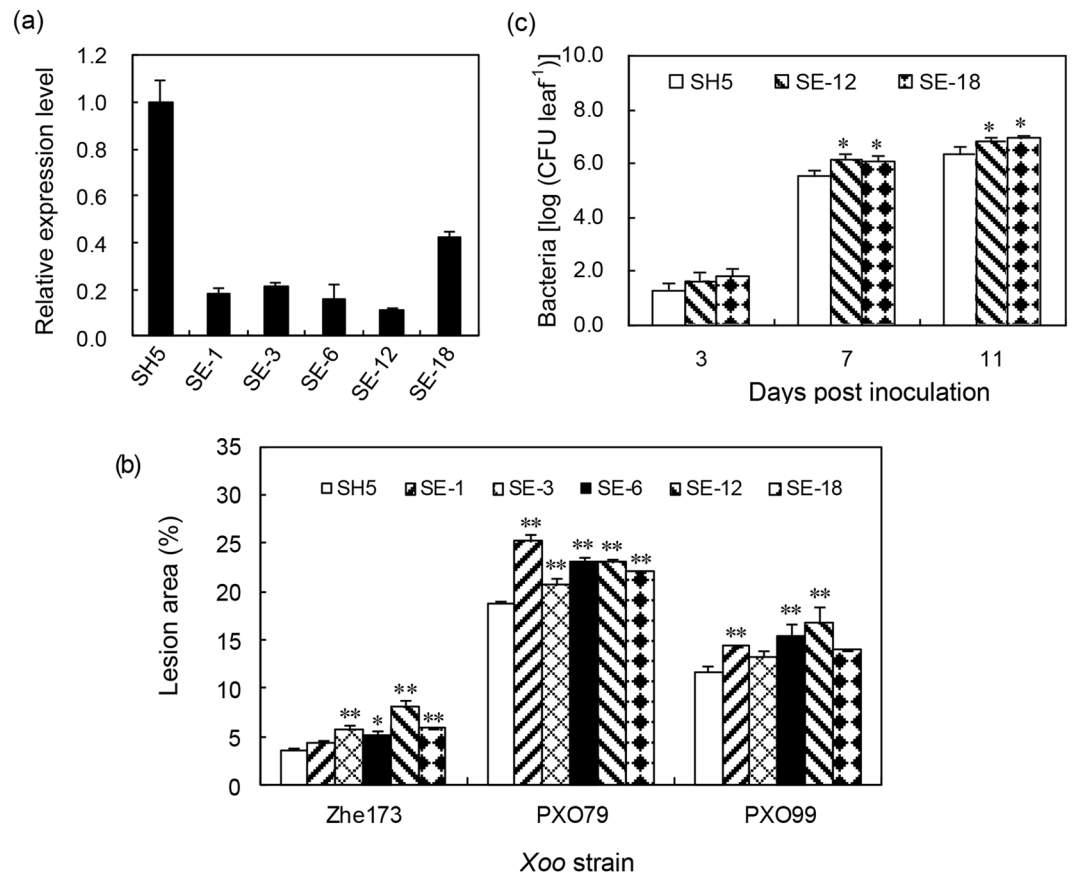 (a)
Relative expression level
1.2
1.0
0.8
0.6
0.4
0.2
0.0
SH5
SE-1
SE-3
SE-6
SE-12
SE-18
(c)
Bacteria [log (CFU leaf⁻¹)]
10.0
8.0
6.0
4.0
2.0
0.0
SH5 SE-12 SE-18
* *
* *
3 7 11
Days post inoculation
(b)
Lesion area (%)
35
30
25
20
15
10
5
0
SH5 SE-1 SE-3 SE-6 SE-12 SE-18
** * ** **
** ** ** ** **
** ** **
Zhe173 PXO79 PXO99
Xoo strain